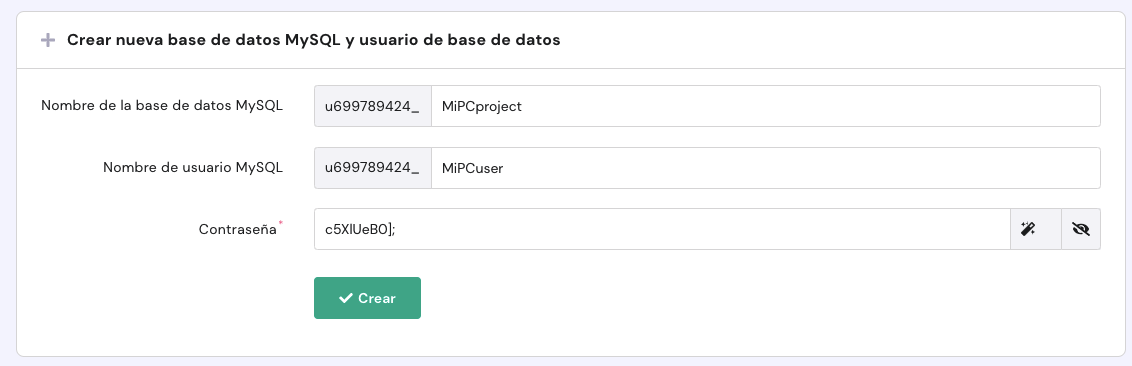 Crear nueva base de datos MySQL y usuario de base de datos
Nombre de la base de datos MySQL u699789424_ MiPCproject
Nombre de usuario MySQL u699789424_ MiPCuser
Contraseña* c5XlUeB0];
Crear